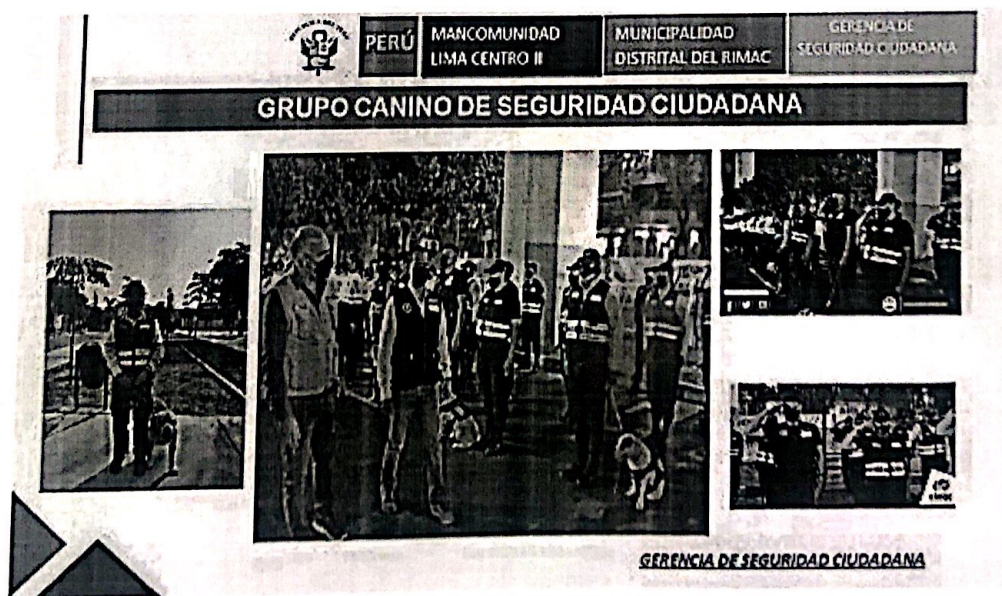 PERÚ
MANCOMUNIDAD
LIMA CENTRO II
MUNICIPALIDAD
DISTRITAL DEL RIMAC
GERENCIA DE
SEGURIDAD CIUDADANA
GRUPO CANINO DE SEGURIDAD CIUDADANA
GERENCIA DE SEGURIDAD CIUDADANA